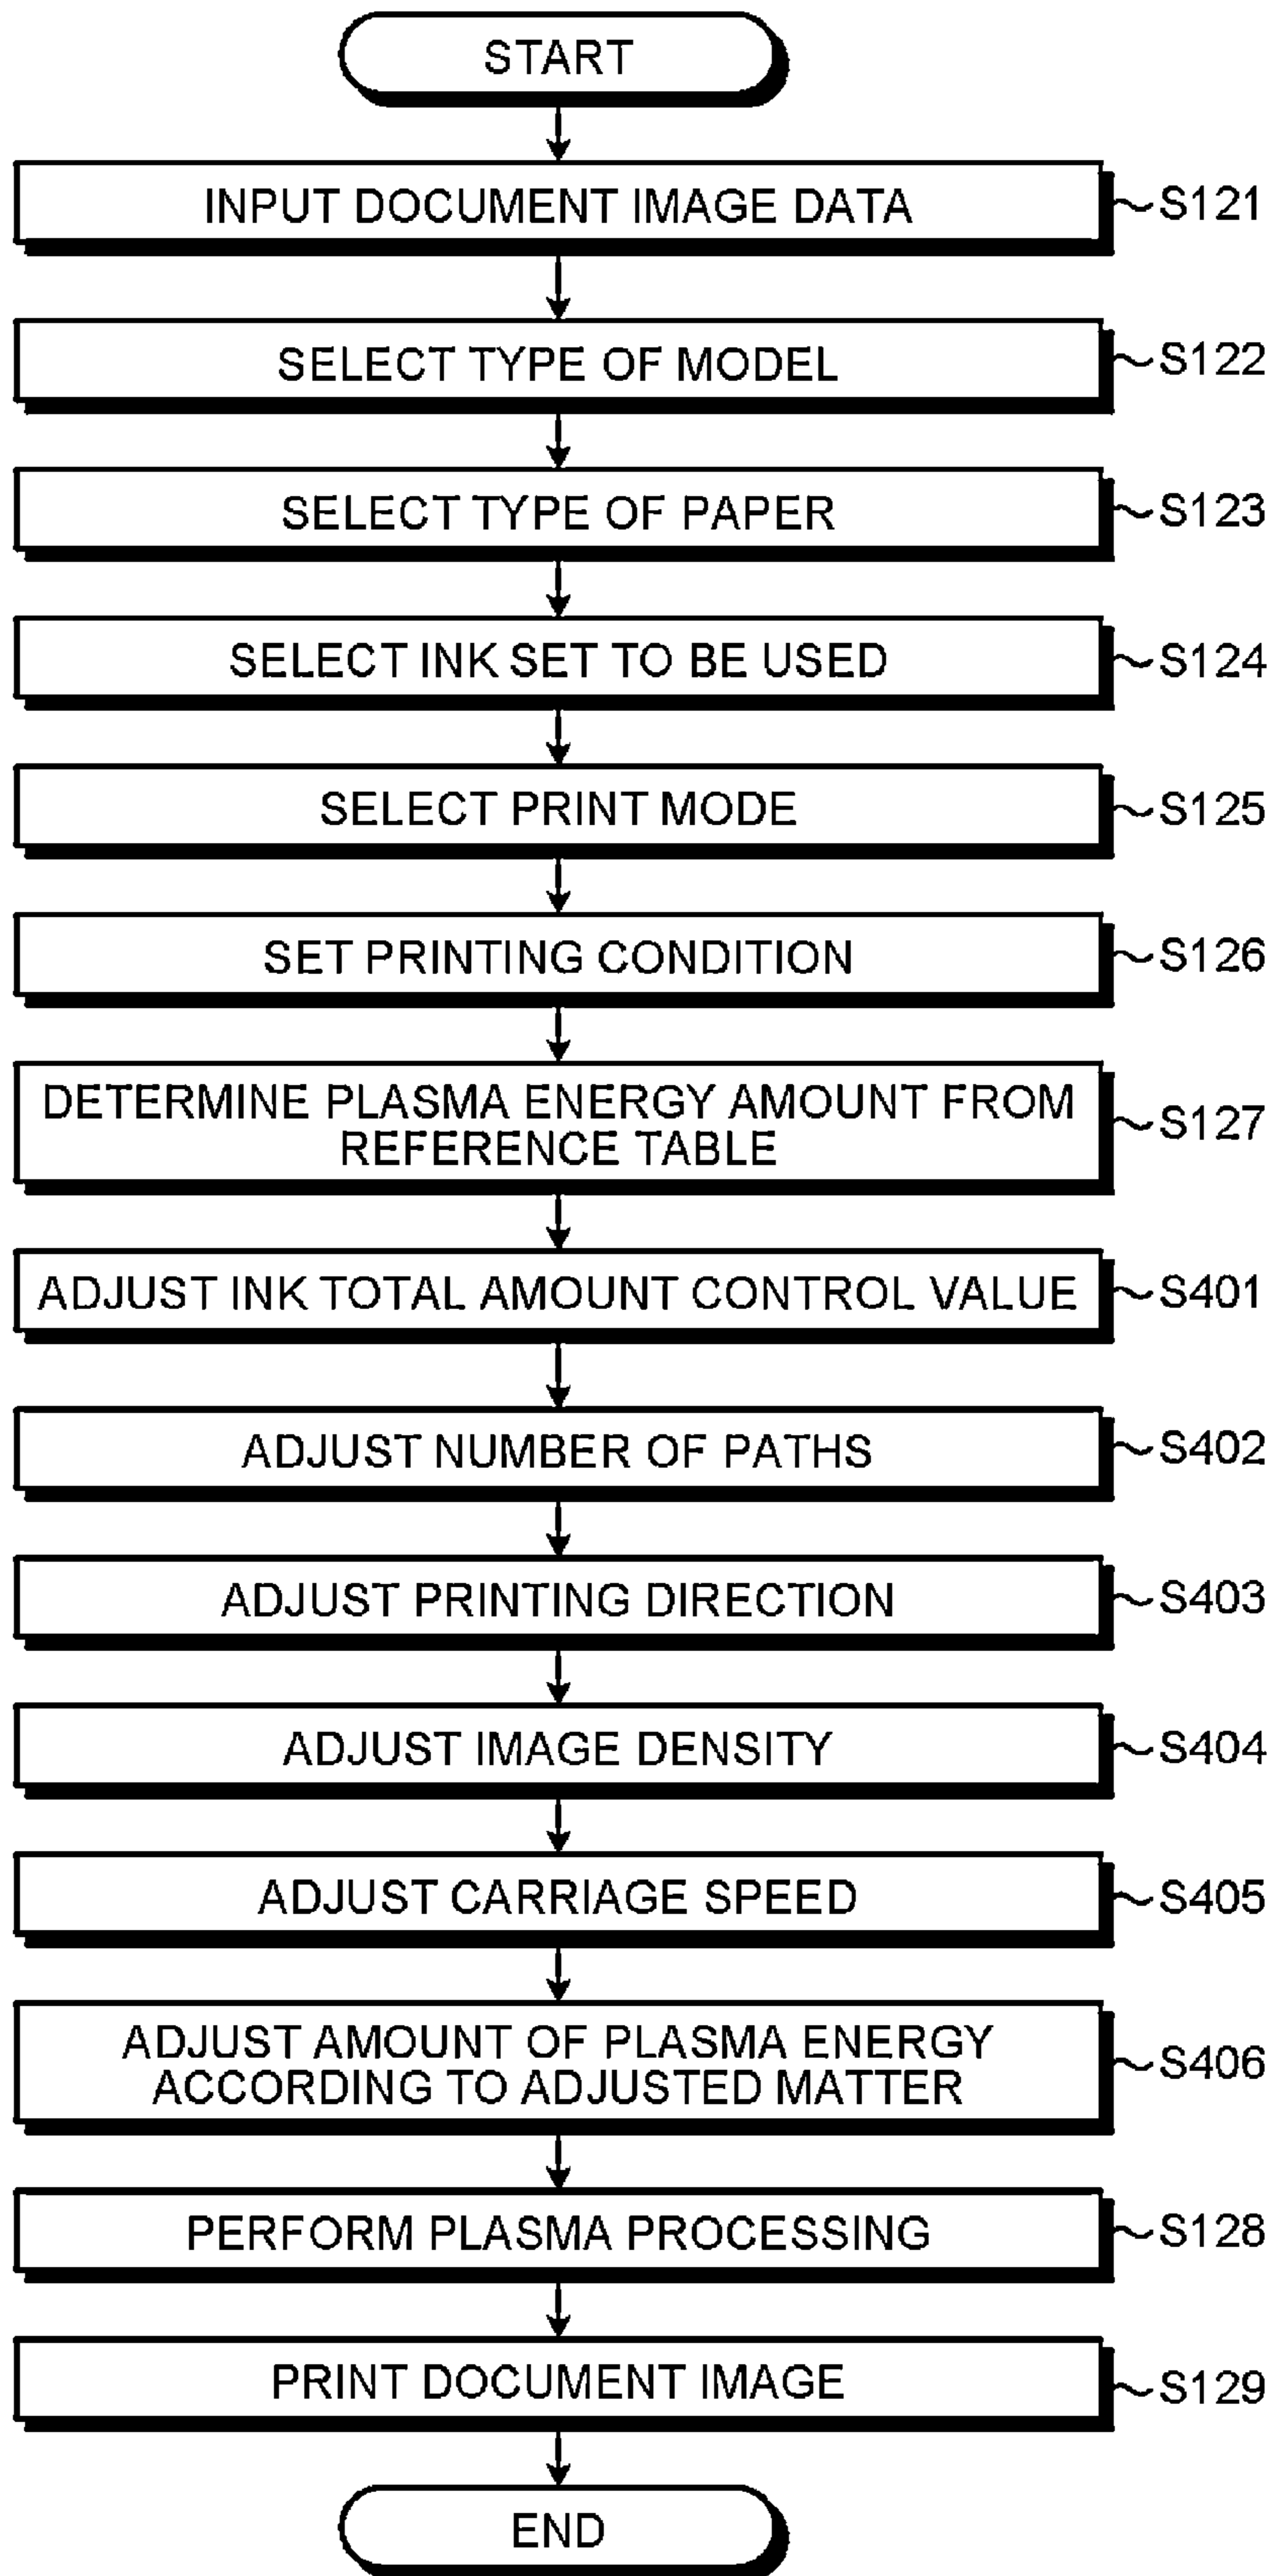 START
INPUT DOCUMENT IMAGE DATA
S121
SELECT TYPE OF MODEL
S122
SELECT TYPE OF PAPER
S123
SELECT INK SET TO BE USED
S124
SELECT PRINT MODE
S125
SET PRINTING CONDITION
S126
DETERMINE PLASMA ENERGY AMOUNT FROM
REFERENCE TABLE
S127
ADJUST INK TOTAL AMOUNT CONTROL VALUE
S401
ADJUST NUMBER OF PATHS
S402
ADJUST PRINTING DIRECTION
S403
ADJUST IMAGE DENSITY
S404
ADJUST CARRIAGE SPEED
S405
ADJUST AMOUNT OF PLASMA ENERGY
ACCORDING TO ADJUSTED MATTER
S406
PERFORM PLASMA PROCESSING
S128
PRINT DOCUMENT IMAGE
S129
END